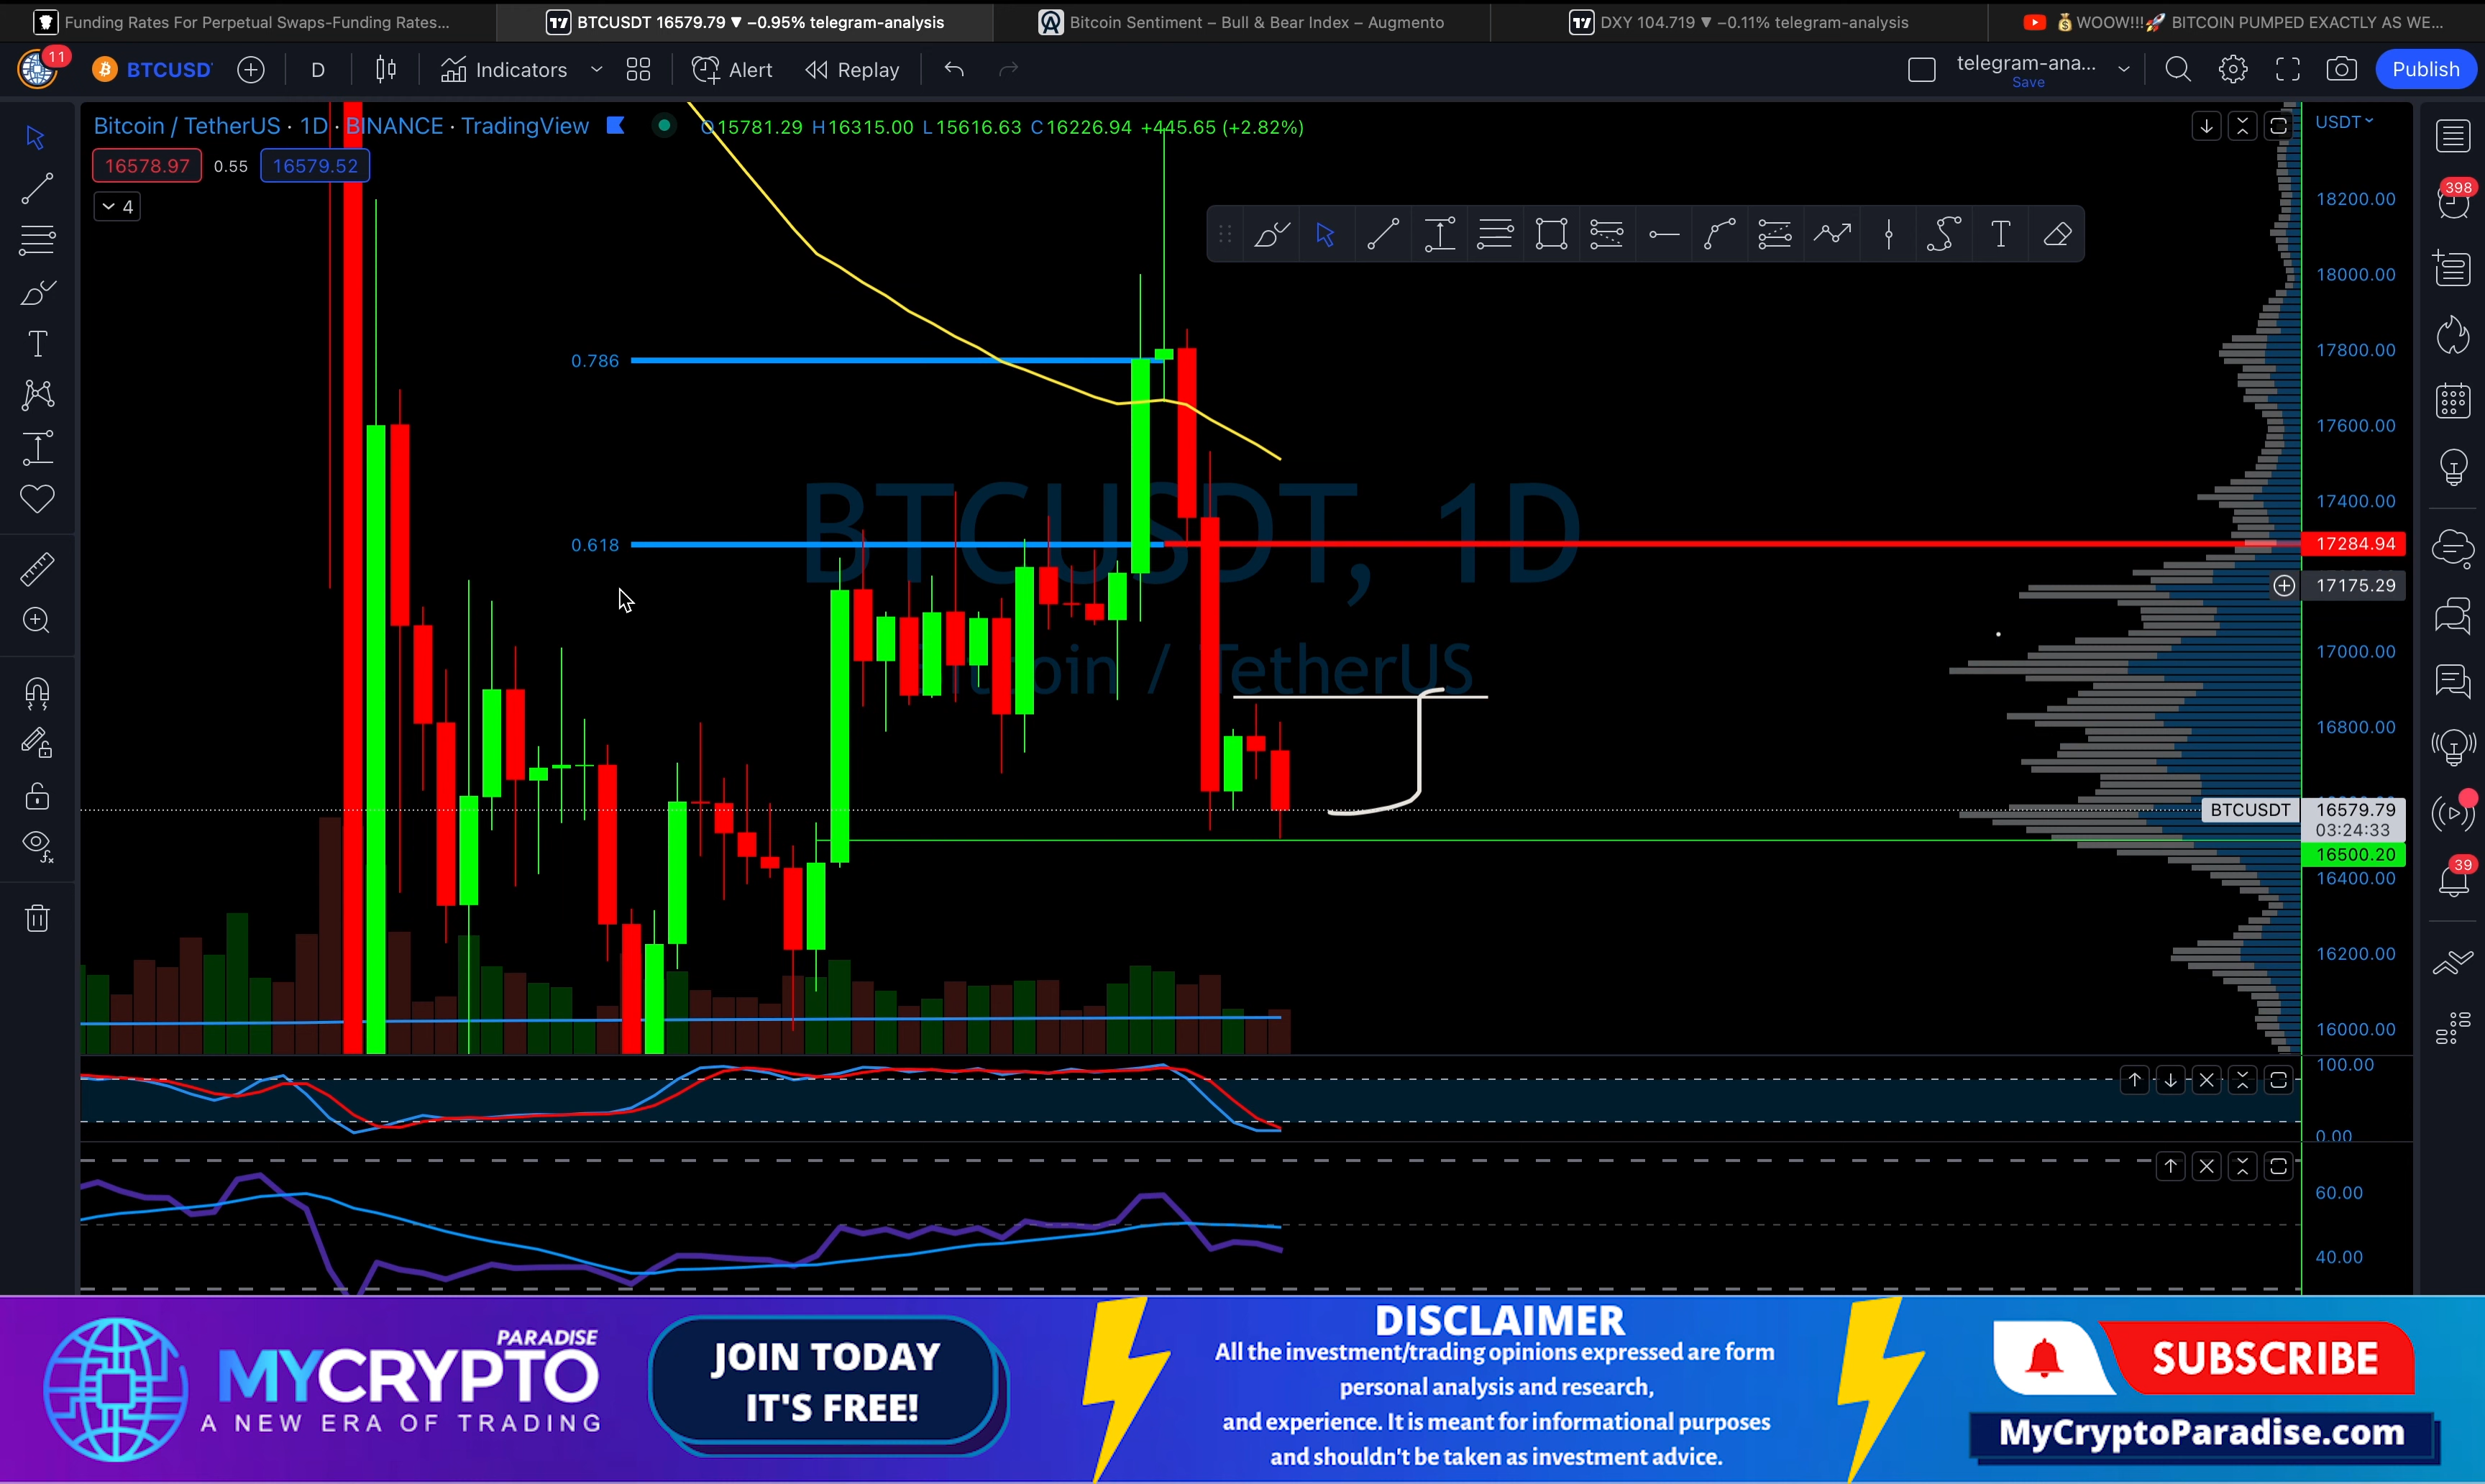 Funding Rates For Perpetual Swaps-Funding Rates...
BTCUSDT 16579.79 ▼ −0.95% telegram-analysis
Bitcoin Sentiment – Bull & Bear Index – Augmento
DXY 104.719 ▼ −0.11% telegram-analysis
💰WOOW!!!🚀 BITCOIN PUMPED EXACTLY AS WE...
11
BTCUSD
D
Indicators
Alert
Replay
telegram-ana...
Save
Publish
Bitcoin / TetherUS · 1D · BINANCE · TradingView
O15781.29 H16315.00 L15616.63 C16226.94 +445.65 (+2.82%)
USDT
16578.97
0.55
16579.52
4
398
18200.00
18000.00
0.786
17800.00
17600.00
17400.00
BTCUSDT, 1D
Bitcoin / TetherUS
0.618
17284.94
17175.29
17000.00
16800.00
BTCUSDT
16579.79
03:24:33
16500.20
39
16400.00
16200.00
16000.00
100.00
0.00
60.00
40.00
PARADISE
MYCRYPTO
A NEW ERA OF TRADING
JOIN TODAY
IT'S FREE!
DISCLAIMER
All the investment/trading opinions expressed are form
personal analysis and research,
and experience. It is meant for informational purposes
and shouldn't be taken as investment advice.
SUBSCRIBE
MyCryptoParadise.com